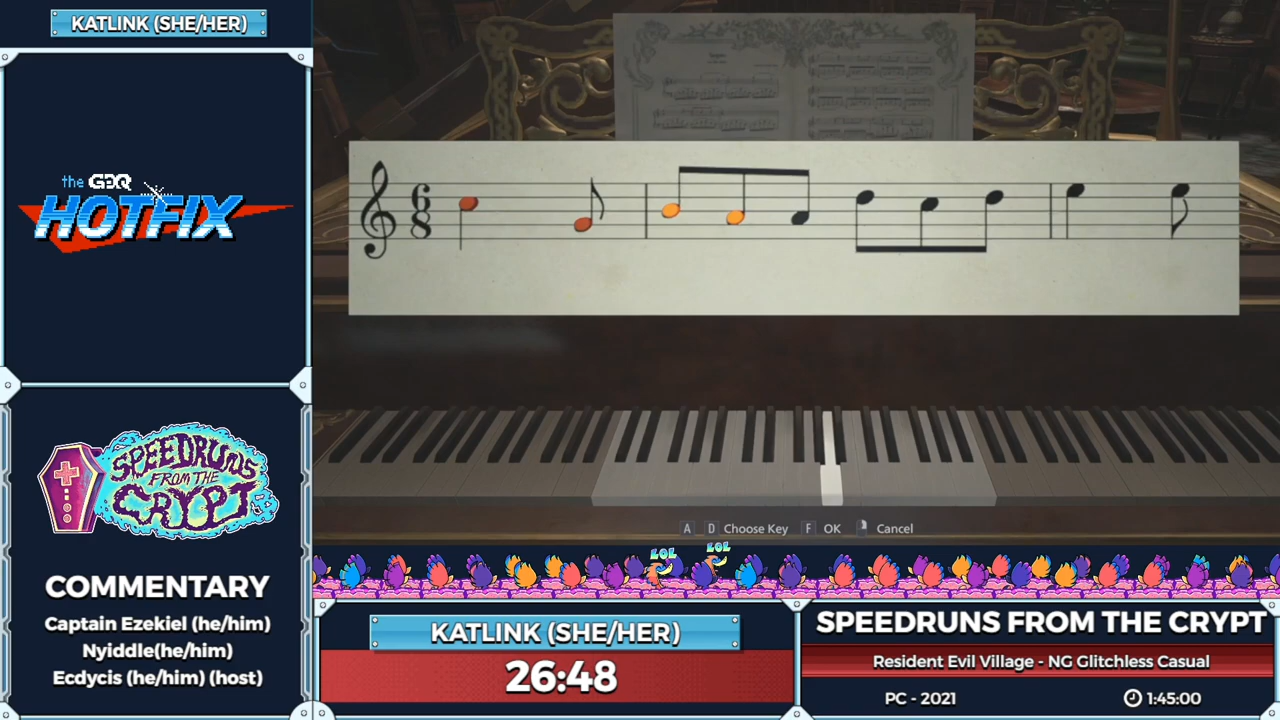 KATLINK (SHE/HER)
the GDQ
HOTFIX
6
8
A D Choose Key F OK Cancel
LOL LOL
SPEEDRUNS
FROM THE
CRYPT
COMMENTARY
Captain Ezekiel (he/him)
Nyiddle(he/him)
Ecdycis (he/him) (host)
KATLINK (SHE/HER)
26:48
SPEEDRUNS FROM THE CRYPT
Resident Evil Village - NG Glitchless Casual
PC - 2021
1:45:00